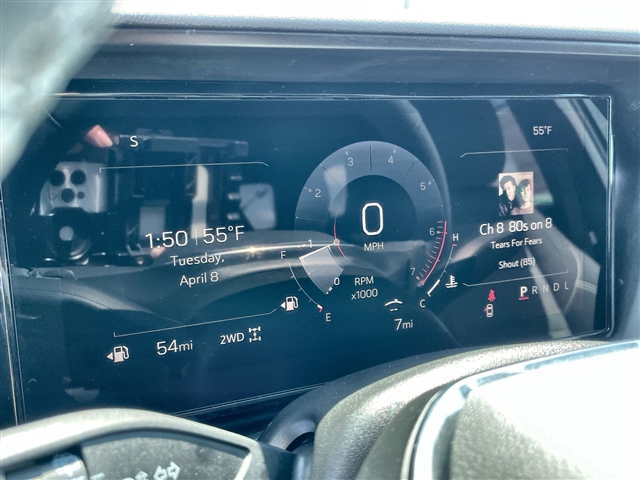 S
55°F
1:50 55°F
Tuesday,
April 8
54mi
2WD
1
2
3
4
5
6
7
0
MPH
0
RPM
x1000
F
E
H
C
7mi
Ch 8 80s on 8
Tears For Fears
Shout (85)
P R N D L